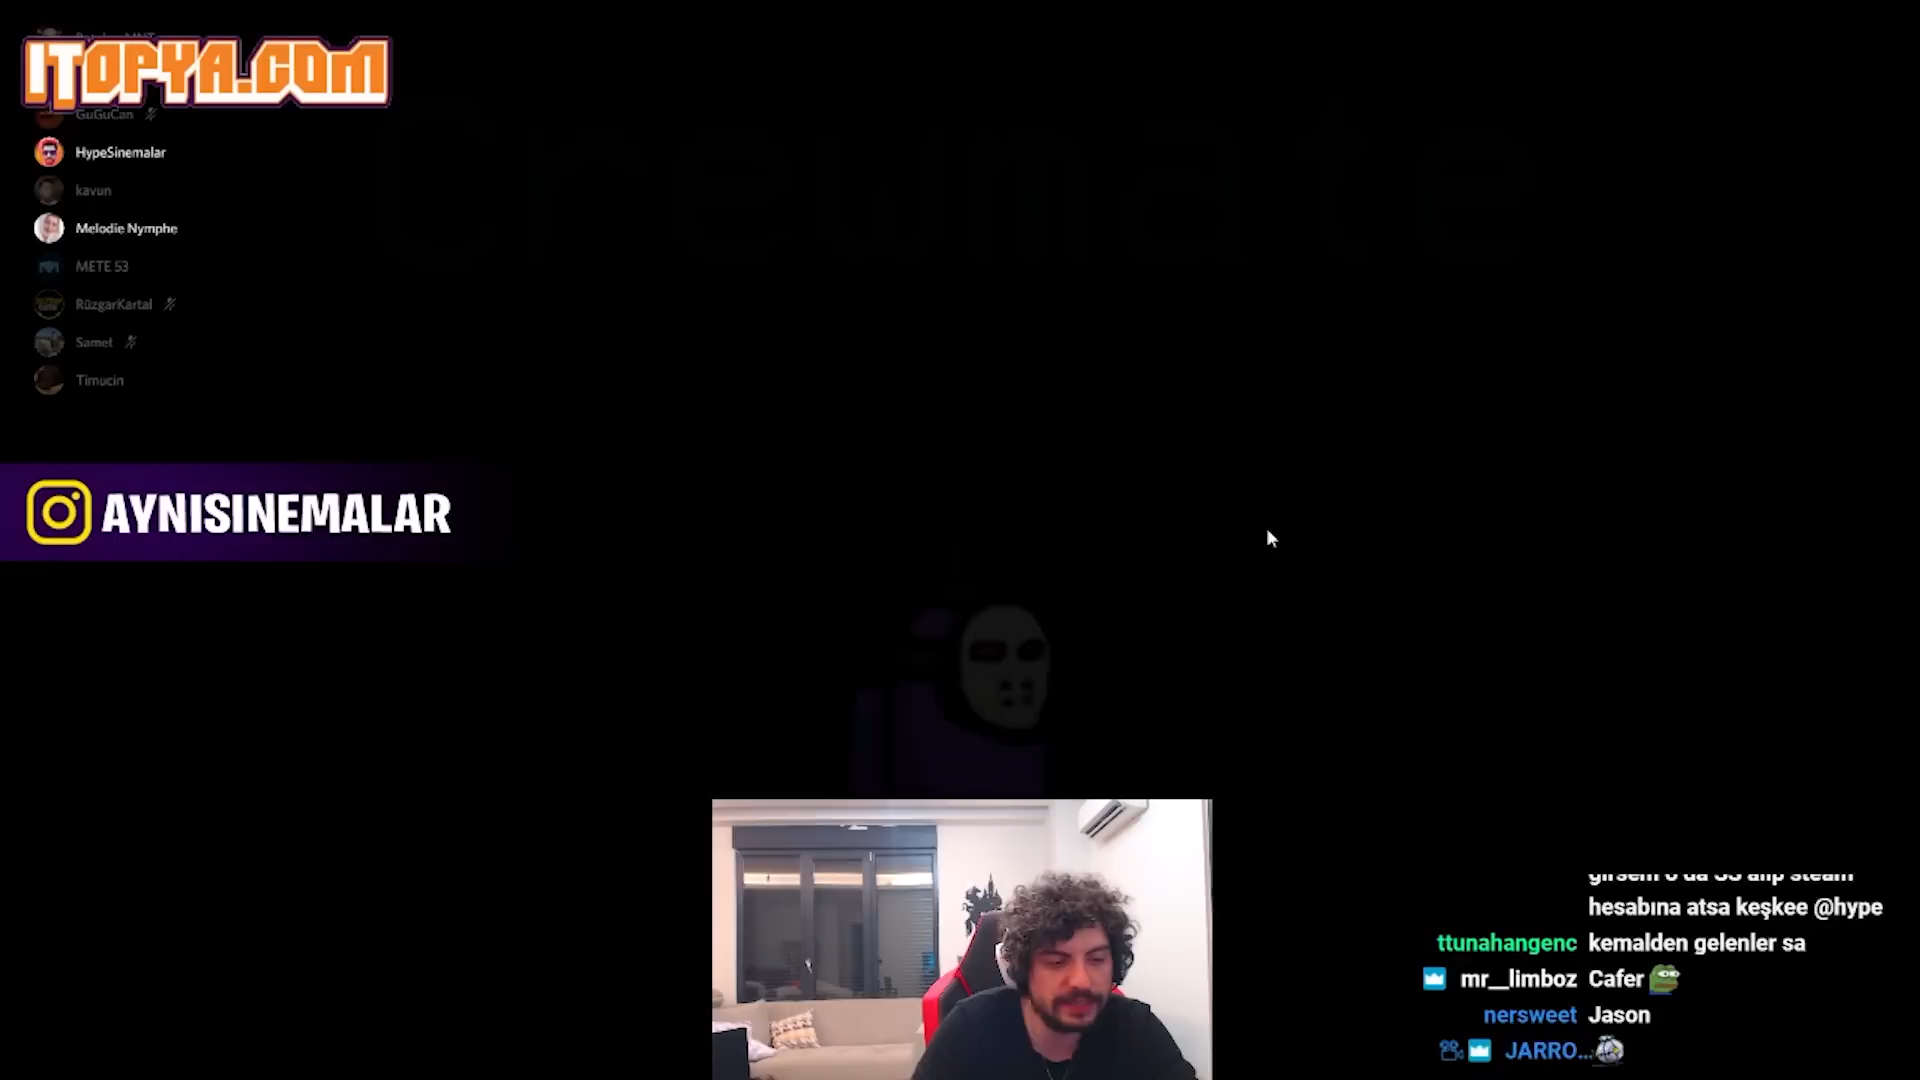 ITOPYA.COM
GuGuCan
HypeSinemalar
kavun
Melodie Nymphe
METE 53
RüzgarKartal
Samet
Timucin
AYNISINEMALAR
hesabına atsa keşkee @hype
ttunahangenc kemalden gelenler sa
mr__limboz Cafer
nersweet Jason
JARRO...